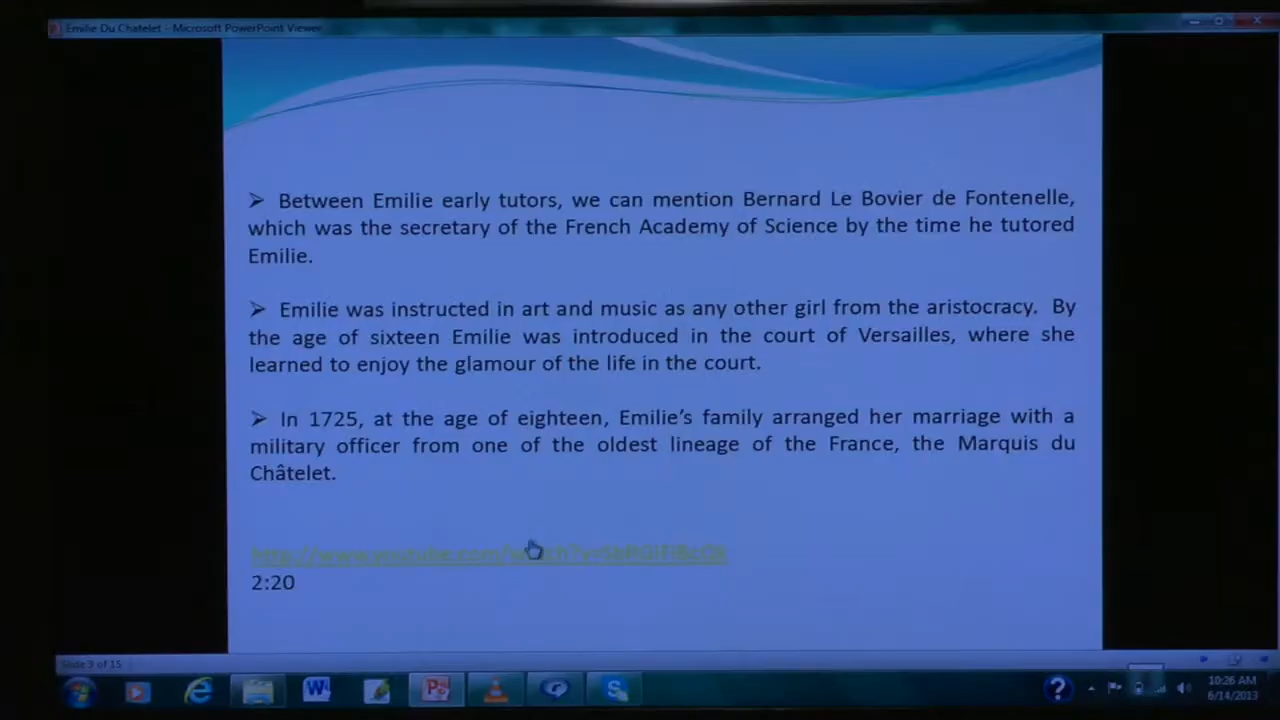 Emilie Du Chatelet - Microsoft PowerPoint Viewer
➢ Between Emilie early tutors, we can mention Bernard Le Bovier de Fontenelle,
which was the secretary of the French Academy of Science by the time he tutored
Emilie.
➢ Emilie was instructed in art and music as any other girl from the aristocracy. By
the age of sixteen Emilie was introduced in the court of Versailles, where she
learned to enjoy the glamour of the life in the court.
➢ In 1725, at the age of eighteen, Emilie's family arranged her marriage with a
military officer from one of the oldest lineage of the France, the Marquis du
Châtelet.
2:20
Slide 3 of 15
10:26 AM
6/14/2013